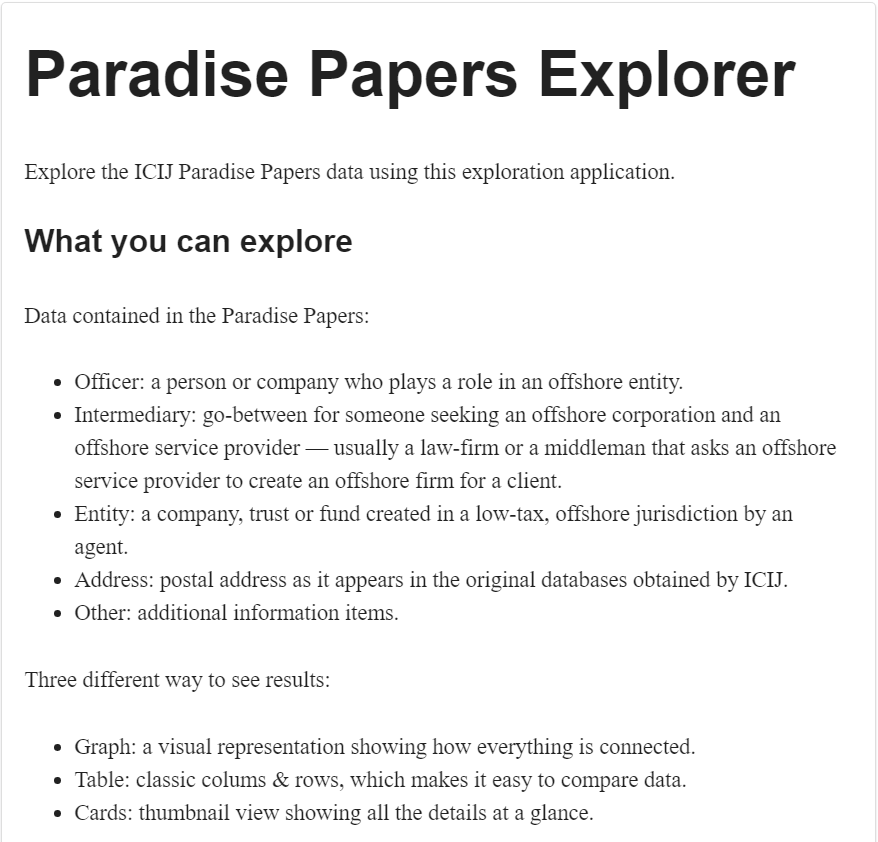 Paradise Papers Explorer
Explore the ICIJ Paradise Papers data using this exploration application.
What you can explore
Data contained in the Paradise Papers:
• Officer: a person or company who plays a role in an offshore entity.
• Intermediary: go-between for someone seeking an offshore corporation and an
offshore service provider — usually a law-firm or a middleman that asks an offshore
service provider to create an offshore firm for a client.
• Entity: a company, trust or fund created in a low-tax, offshore jurisdiction by an
agent.
• Address: postal address as it appears in the original databases obtained by ICIJ.
• Other: additional information items.
Three different way to see results:
• Graph: a visual representation showing how everything is connected.
• Table: classic colums & rows, which makes it easy to compare data.
• Cards: thumbnail view showing all the details at a glance.